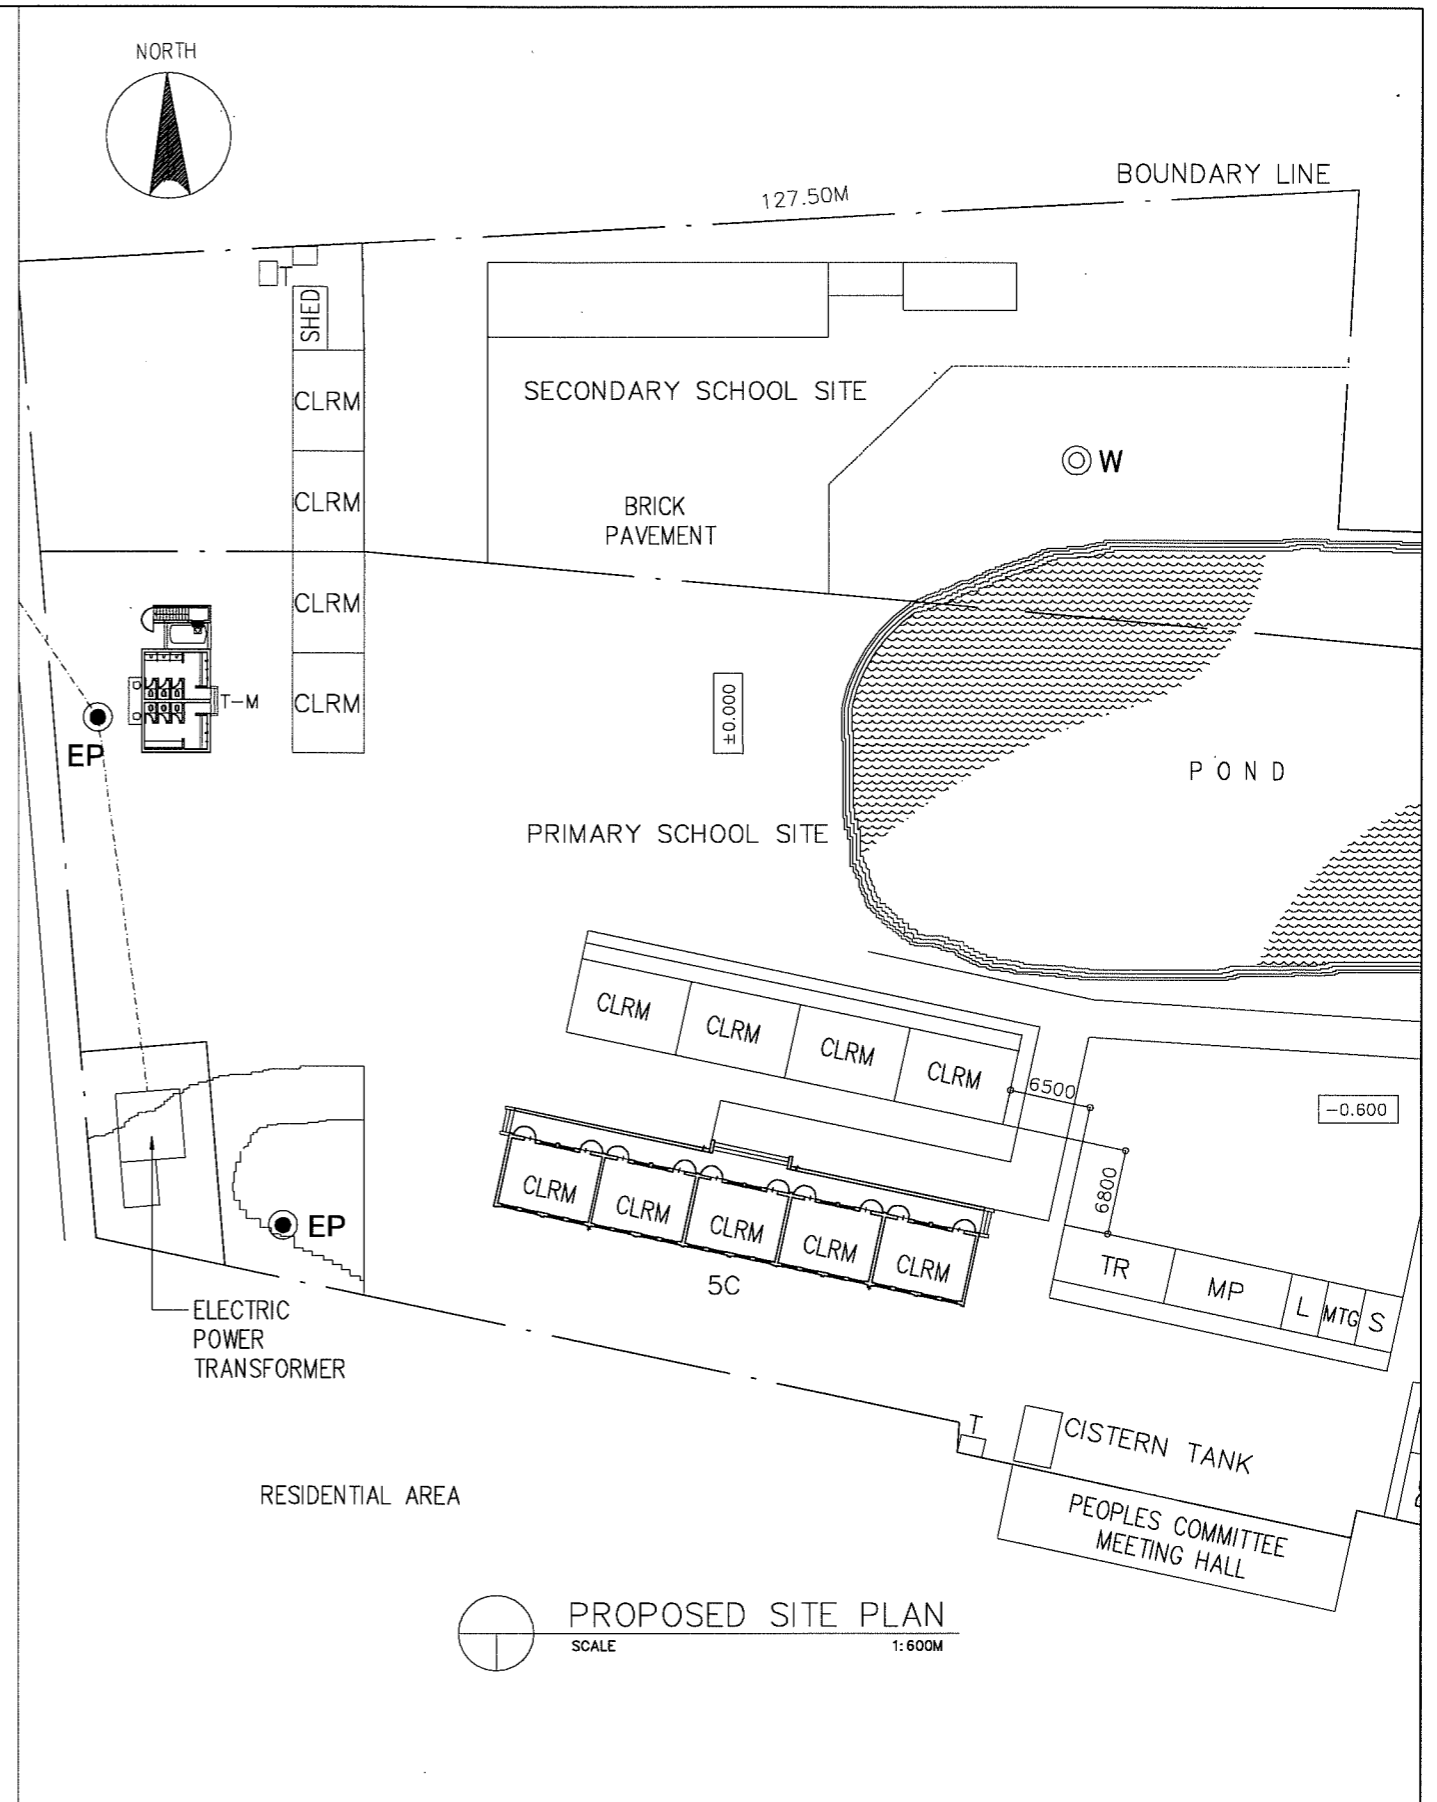 NORTH
BOUNDARY LINE
127.50M
T
SHED
CLRM
SECONDARY SCHOOL SITE
W
CLRM
BRICK
PAVEMENT
CLRM
T-M
CLRM
±0.000
EP
POND
PRIMARY SCHOOL SITE
CLRM
CLRM
CLRM
CLRM
6500
-0.600
6800
CLRM
CLRM
CLRM
CLRM
CLRM
EP
5C
TR
MP
L
MTG
S
ELECTRIC
POWER
TRANSFORMER
T
CISTERN TANK
RESIDENTIAL AREA
PEOPLES COMMITTEE
MEETING HALL
PROPOSED SITE PLAN
SCALE 1:600M